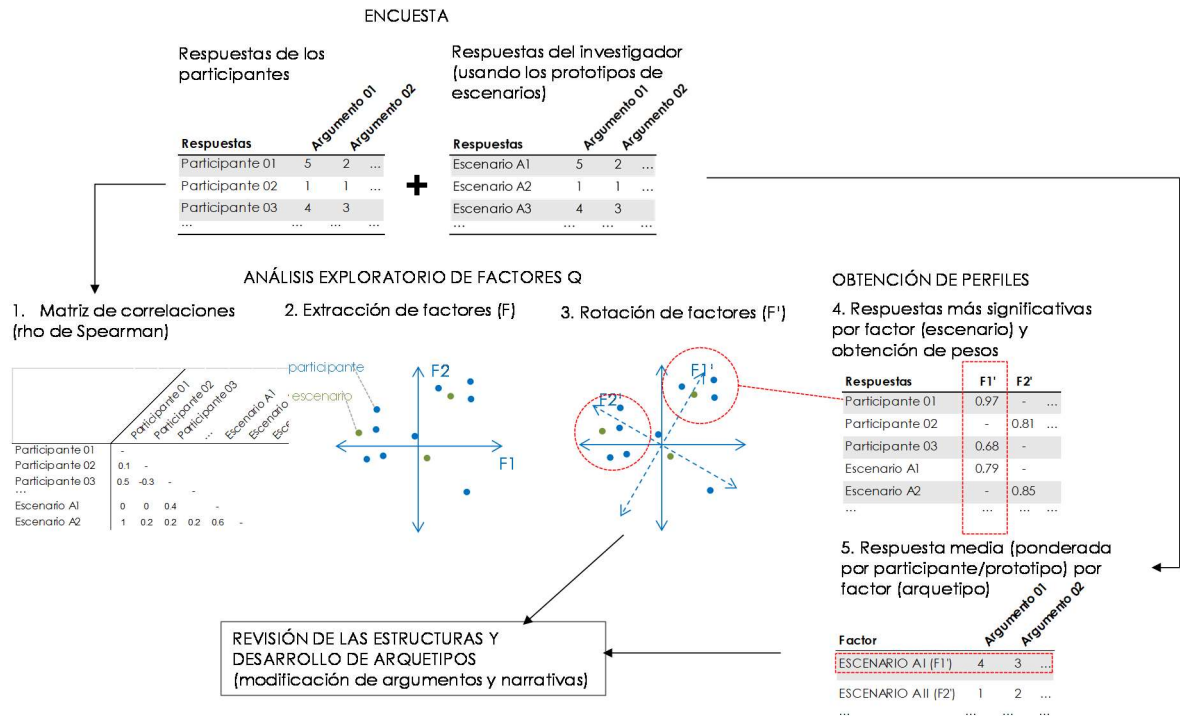 ENCUESTA
Respuestas de los
participantes
Argumento 01
Argumento 02
Respuestas
Participante 01 5 2 ...
Participante 02 1 1 ...
Participante 03 4 3
... ... ...
+
Respuestas del investigador
(usando los prototipos de
escenarios)
Argumento 01
Argumento 02
Respuestas
Escenario A1 5 2 ...
Escenario A2 1 1 ...
Escenario A3 4 3
... ... ... ...
ANÁLISIS EXPLORATORIO DE FACTORES Q
1. Matriz de correlaciones
(rho de Spearman)
Participante 01
Participante 02
Participante 03
...
Escenario A1
Escenario
Esc
Participante 01 -
Participante 02 0.1 -
Participante 03 0.5 -0.3 -
... -
Escenario A1 0 0 0.4 -
Escenario A2 1 0.2 0.2 0.2 0.6 -
2. Extracción de factores (F)
participante
escenario
F2
F1
3. Rotación de factores (F')
F1'
F2'
OBTENCIÓN DE PERFILES
4. Respuestas más significativas
por factor (escenario) y
obtención de pesos
Respuestas F1' F2'
Participante 01 0.97 - ...
Participante 02 - 0.81 ...
Participante 03 0.68 -
Escenario A1 0.79 -
Escenario A2 - 0.85
... ... ... ...
5. Respuesta media (ponderada
por participante/prototipo) por
factor (arquetipo)
Argumento 01
Argumento 02
Factor
ESCENARIO AI (F1') 4 3 ...
ESCENARIO AII (F2') 1 2 ...
... ... ... ...
REVISIÓN DE LAS ESTRUCTURAS Y
DESARROLLO DE ARQUETIPOS
(modificación de argumentos y narrativas)